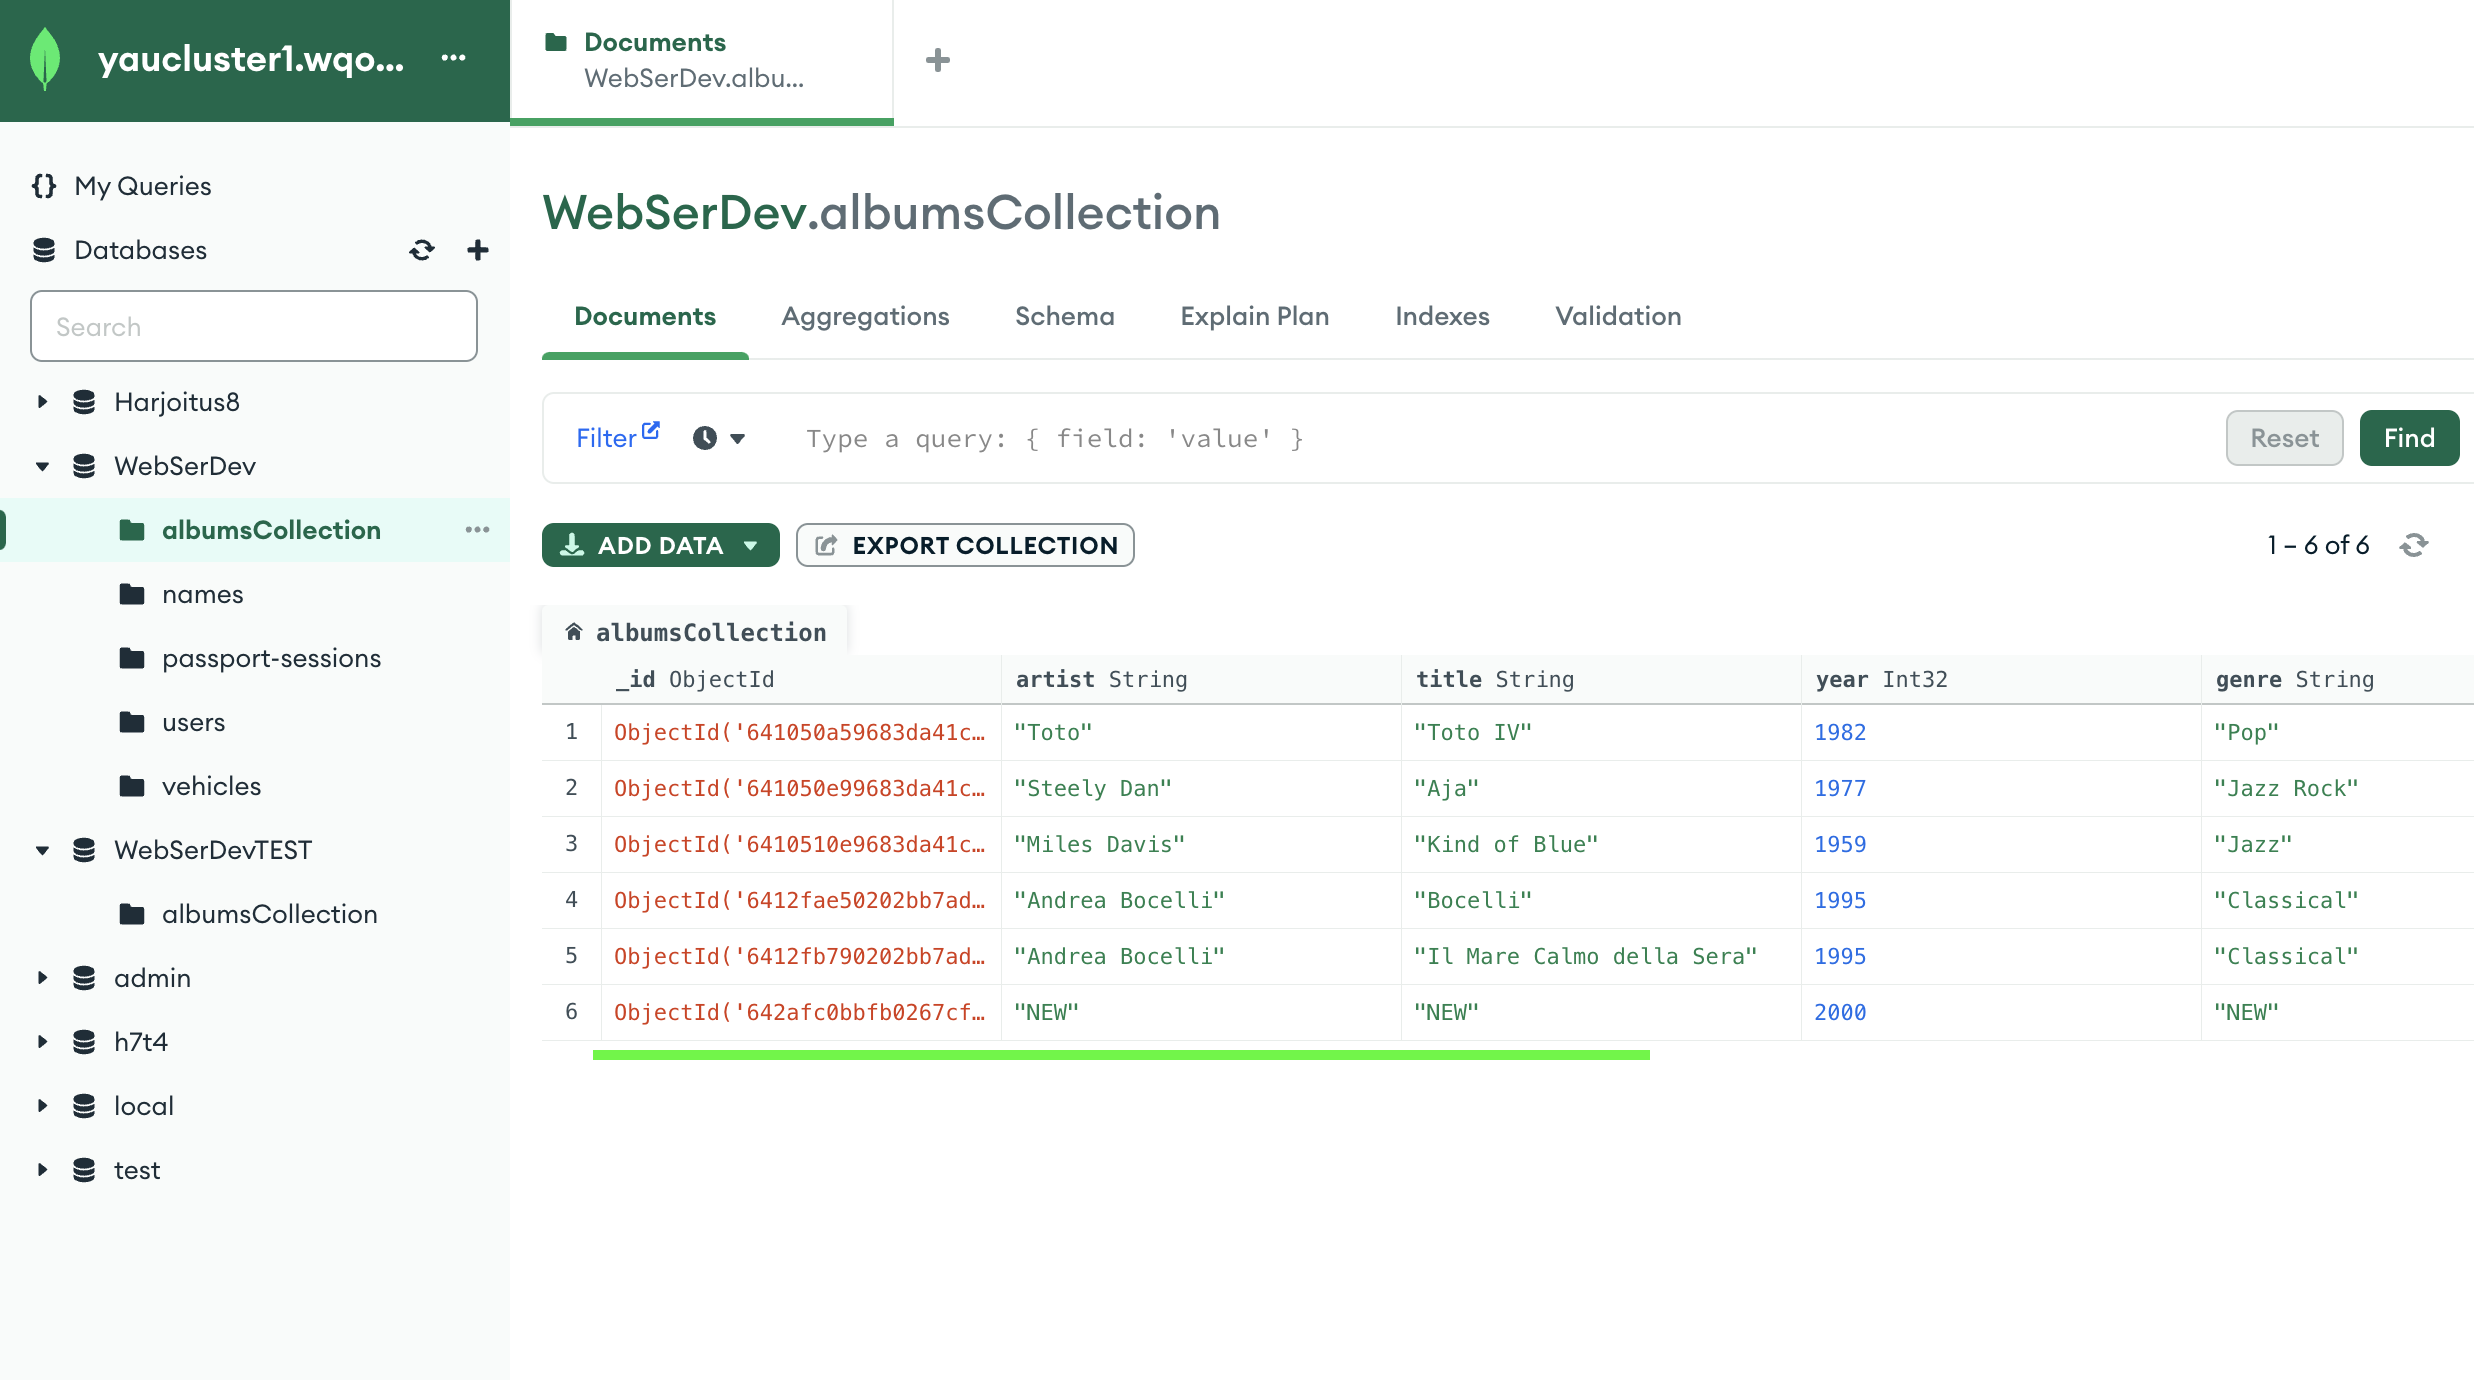 yaucluster1.wqo...
Documents
WebSerDev.albu...
My Queries
Databases
Search
Harjoitus8
WebSerDev
albumsCollection
names
passport-sessions
users
vehicles
WebSerDevTEST
albumsCollection
admin
h7t4
local
test
WebSerDev.albumsCollection
Documents Aggregations Schema Explain Plan Indexes Validation
Filter Type a query: { field: 'value' } Reset Find
ADD DATA EXPORT COLLECTION 1 – 6 of 6
albumsCollection
_id ObjectId artist String title String year Int32 genre String
1 ObjectId('641050a59683da41c… "Toto" "Toto IV" 1982 "Pop"
2 ObjectId('641050e99683da41c… "Steely Dan" "Aja" 1977 "Jazz Rock"
3 ObjectId('6410510e9683da41c… "Miles Davis" "Kind of Blue" 1959 "Jazz"
4 ObjectId('6412fae50202bb7ad… "Andrea Bocelli" "Bocelli" 1995 "Classical"
5 ObjectId('6412fb790202bb7ad… "Andrea Bocelli" "Il Mare Calmo della Sera" 1995 "Classical"
6 ObjectId('642afc0bbfb0267cf… "NEW" "NEW" 2000 "NEW"